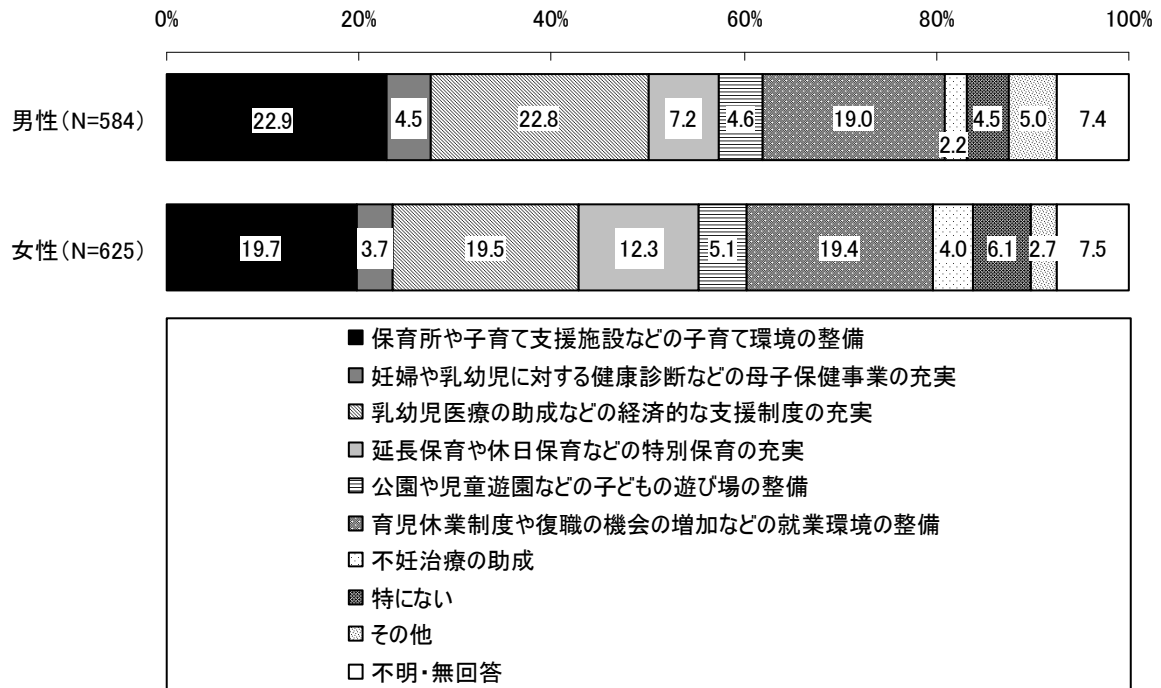 0% 20% 40% 60% 80% 100%
男性(N=584) 22.9 4.5 22.8 7.2 4.6 19.0 2.2 4.5 5.0 7.4
女性(N=625) 19.7 3.7 19.5 12.3 5.1 19.4 4.0 6.1 2.7 7.5
保育所や子育て支援施設などの子育て環境の整備
妊婦や乳幼児に対する健康診断などの母子保健事業の充実
乳幼児医療の助成などの経済的な支援制度の充実
延長保育や休日保育などの特別保育の充実
公園や児童遊園などの子どもの遊び場の整備
育児休業制度や復職の機会の増加などの就業環境の整備
不妊治療の助成
特にない
その他
不明・無回答